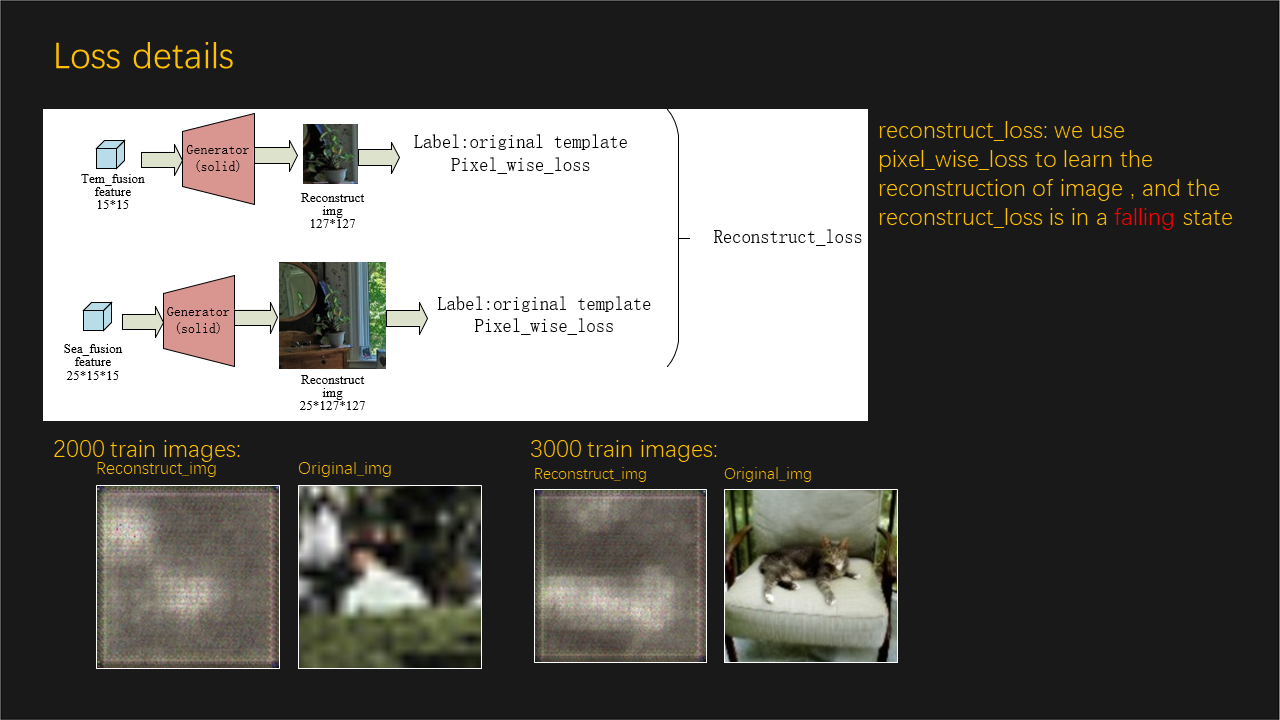 Loss details
Generator
(solid)
Tem_fusion
feature
15*15
Reconstruct
img
127*127
Label:original template
Pixel_wise_loss
Generator
(solid)
Sea_fusion
feature
25*15*15
Reconstruct
img
25*127*127
Label:original template
Pixel_wise_loss
Reconstruct_loss
reconstruct_loss: we use
pixel_wise_loss to learn the
reconstruction of image , and the
reconstruct_loss is in a falling state
2000 train images:
Reconstruct_img
Original_img
3000 train images:
Reconstruct_img
Original_img